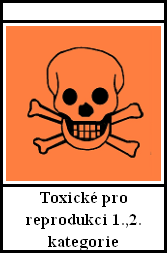 Toxické pro
reprodukci 1.,2.
kategorie